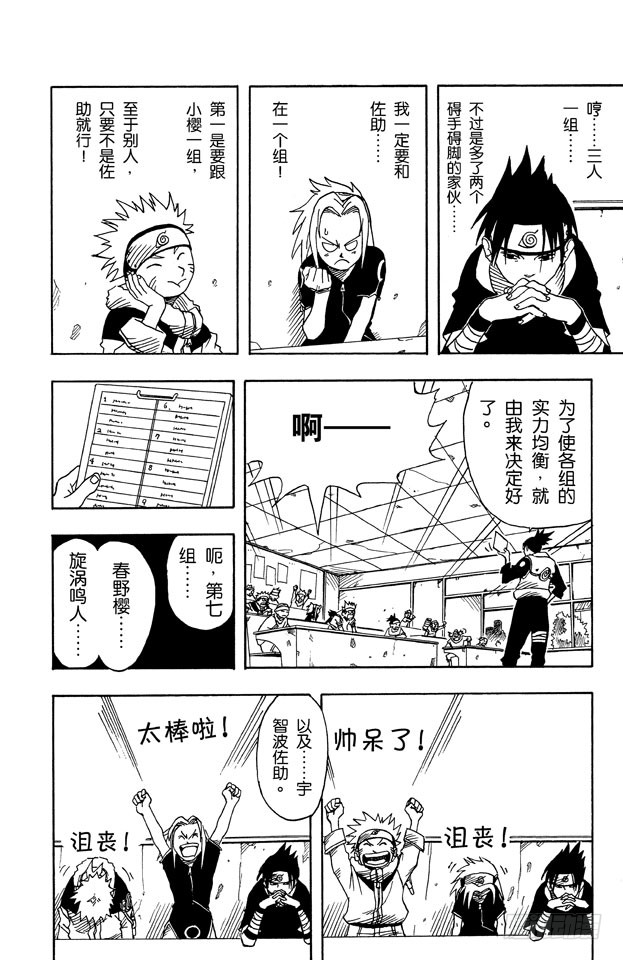 哼……三人
一组……
不过是多了两个
碍手碍脚的家伙……
我一定要和
佐助……
在一个组！
第一是要跟
小樱一组，
至于别人，
只要不是佐
助就行！
为了使各组的
实力均衡，就
由我来决定好
了。
啊——
呃，第七
组……
春野樱……
旋涡鸣人……
帅呆了！
沮丧！
以及……宇
智波佐助。
太棒啦！
沮丧！